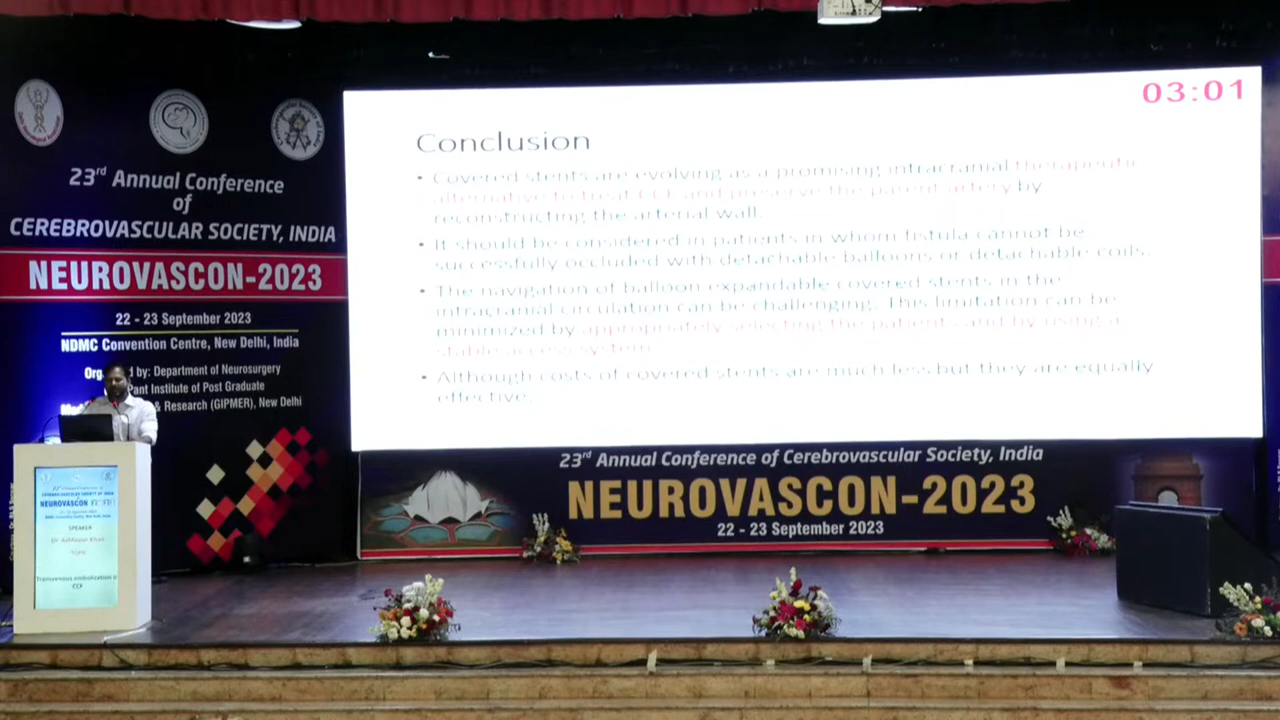 03:01
Conclusion
• Covered stents are evolving as a promising intracranial therapeutic
alternative to treat CCF and preserve the parent artery by
reconstructing the arterial wall.
• It should be considered in patients in whom fistula cannot be
successfully occluded with detachable balloons or detachable coils.
• The navigation of balloon expandable covered stents in the
intracranial circulation can be challenging. This limitation can be
minimized by appropriately selecting the patients and by using a
stable access system.
• Although costs of covered stents are much less but they are equally
effective.
23rd Annual Conference
of
CEREBROVASCULAR SOCIETY, INDIA
NEUROVASCON-2023
22 - 23 September 2023
NDMC Convention Centre, New Delhi, India
by: Department of Neurosurgery
Pant Institute of Post Graduate
& Research (GIPMER), New Delhi
23rd Annual Conference of Cerebrovascular Society, India
NEUROVASCON-2023
22 - 23 September 2023
NEUROVASCON
SPEAKER
Khan
TOPIC
Transvenous embolization
CCF